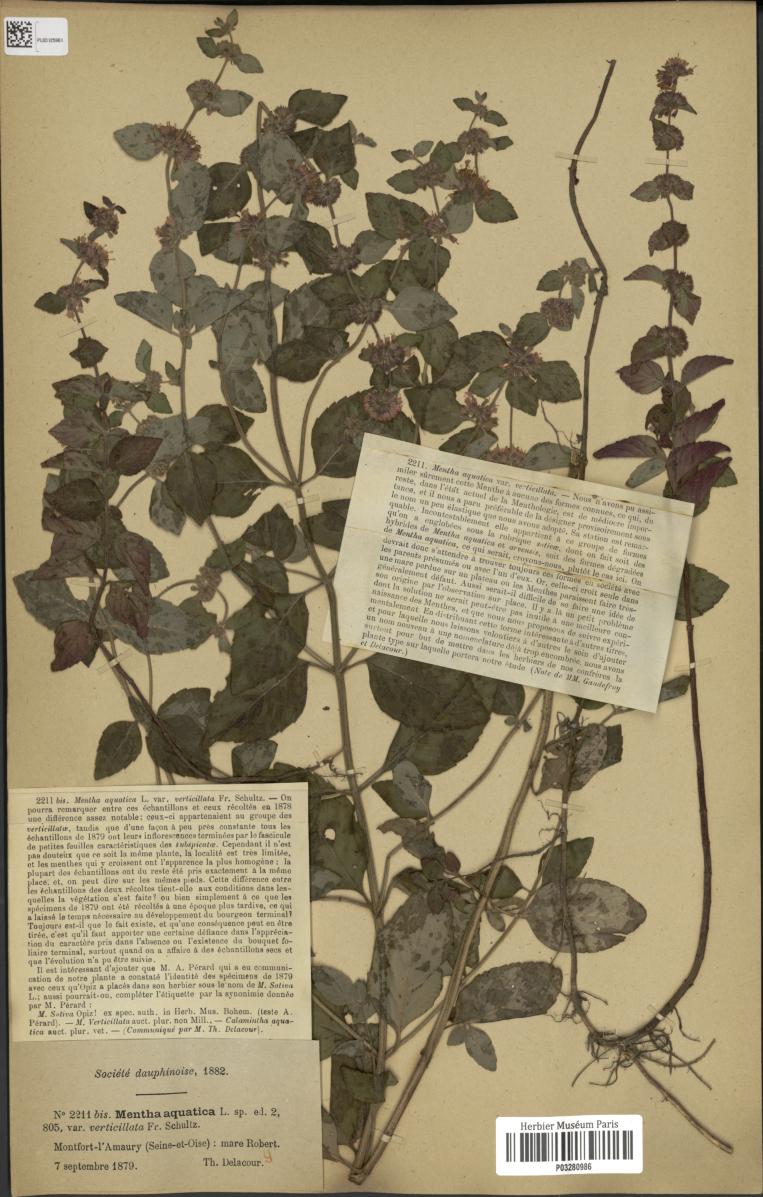 2211. Mentha aquatica var. verticillata. — Nous n'avons pu assi-
miler sûrement cette Menthe à aucune des formes connues, ce qui, du
reste, dans l'état actuel de la Menthologie, est de médiocre impor-
tance, et il nous a paru préférable de la désigner provisoirement sous
le nom un peu élastique que nous avons adopté. Sa station est remar-
quable. Incontestablement elle appartient à ce groupe de formes
qu'on a englobées sous la rubrique sativa, dont on fait soit des
hybrides de Mentha aquatica et arvensis, soit des formes dégradées
de Mentha aquatica, ce qui serait, croyons-nous, plutôt le cas ici. On
devrait donc s'attendre à trouver toujours ces formes en société avec
les parents présumés ou avec l'un d'eux. Or, celle-ci croît seule dans
une mare perdue sur un plateau où les Menthes paraissent faire très-
généralement défaut. Aussi serait-il difficile de se faire une idée de
son origine par l'observation sur place. Il y a là un petit problème
dont la solution ne serait peut-être pas inutile à une meilleure con-
naissance des Menthes, et que nous nous proposons de suivre expéri-
mentalement En distribuant cette forme intéressante à d'autres titres,
et pour laquelle nous laissons volontiers à d'autres le soin d'ajouter
un nom nouveau à une nomenclature déjà trop encombrée, nous avons
surtout pour but de mettre dans les herbiers de nos confrères la
plante type sur laquelle portera notre étude (Note de MM. Gaudefroy
et Delacour.)
2211 bis. Mentha aquatica L. var. verticillata Fr. Schultz. — On
pourra remarquer entre ces échantillons et ceux récoltés en 1878
une différence assez notable; ceux-ci appartenaient au groupe des
verticillatæ, tandis que d'une façon à peu près constante tous les
échantillons de 1879 ont leurs inflorescences terminées par le fascicule
de petites feuilles caractéristiques des subspicatæ. Cependant il n'est
pas douteux que ce soit la même plante, la localité est très limitée,
et les menthes qui y croissent ont l'apparence la plus homogène; la
plupart des échantillons ont du reste été pris exactement à la même
place, et, on peut dire sur les mêmes pieds. Cette différence entre
les échantillons des deux récoltes tient-elle aux conditions dans les-
quelles la végétation s'est faite? ou bien simplement à ce que les
spécimens de 1879 ont été récoltés à une époque plus tardive, ce qui
a laissé le temps nécessaire au développement du bourgeon terminal?
Toujours est-il que le fait existe, et qu'une conséquence peut en être
tirée, c'est qu'il faut apporter une certaine défiance dans l'apprécia-
tion du caractère pris dans l'absence ou l'existence du bouquet fo-
liaire terminal, surtout quand on a affaire à des échantillons secs et
que l'évolution n'a pu être suivie.
Il est intéressant d'ajouter que M. A. Pérard qui a eu communi-
cation de notre plante a constaté l'identité des spécimens de 1879
avec ceux qu'Opiz a placés dans son herbier sous le nom de M. Sativa
L.; aussi pourrait-on, compléter l'étiquette par la synonimie donnée
par M. Pérard :
M. Sativa Opiz! ex spec. auth. in Herb. Mus. Bohem. (teste A.
Pérard). — M. Verticillata auct. plur. non Mill., — Calamintha aqua-
tica auct. plur. vet. — (Communiqué par M. Th. Delacour).
Société dauphinoise, 1882.
No 2211 bis. Mentha aquatica L. sp. ed. 2,
805, var. verticillata Fr. Schultz.
Montfort-l'Amaury (Seine-et-Oise) : mare Robert.
7 septembre 1879. Th. Delacour.
Herbier Muséum Paris
P03280986